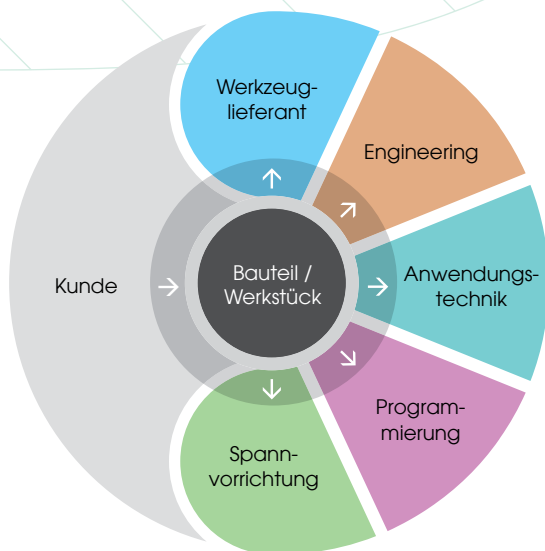 Werkzeug-
lieferant
Engineering
Kunde
Bauteil /
Werkstück
Anwendungs-
technik
Program-
mierung
Spann-
vorrichtung